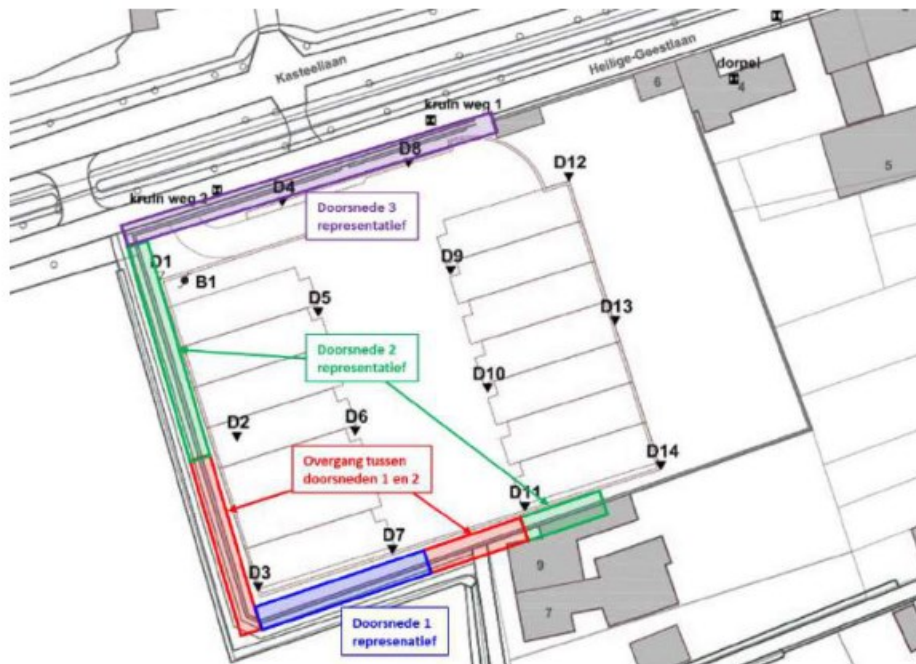 Kasteellaan
Heilige-Geestlaan
dorpel
6
4
5
kruin weg 1
D8
D12
kruin weg 2
D4
Doorsnede 3
representatief
D1
B1
D9
D5
D13
Doorsnede 2
representatief
D10
D6
D2
Overgang tussen
doorsneden 1 en 2
D14
D11
D7
D3
9
7
Doorsnede 1
represenatief